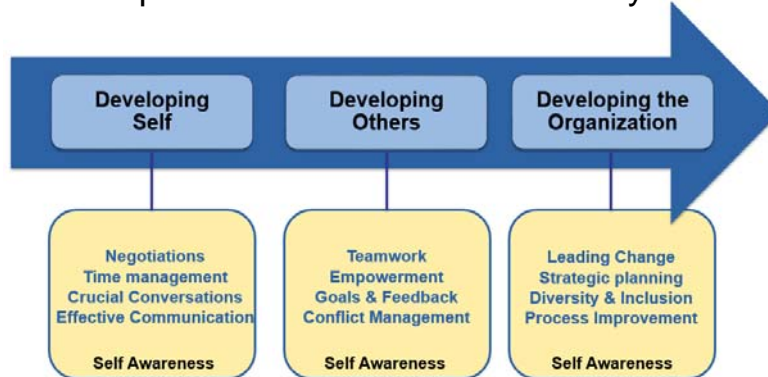 Developing
Self
Developing
Others
Developing the
Organization
Negotiations
Time management
Crucial Conversations
Effective Communication
Self Awareness
Teamwork
Empowerment
Goals & Feedback
Conflict Management
Self Awareness
Leading Change
Strategic planning
Diversity & Inclusion
Process Improvement
Self Awareness